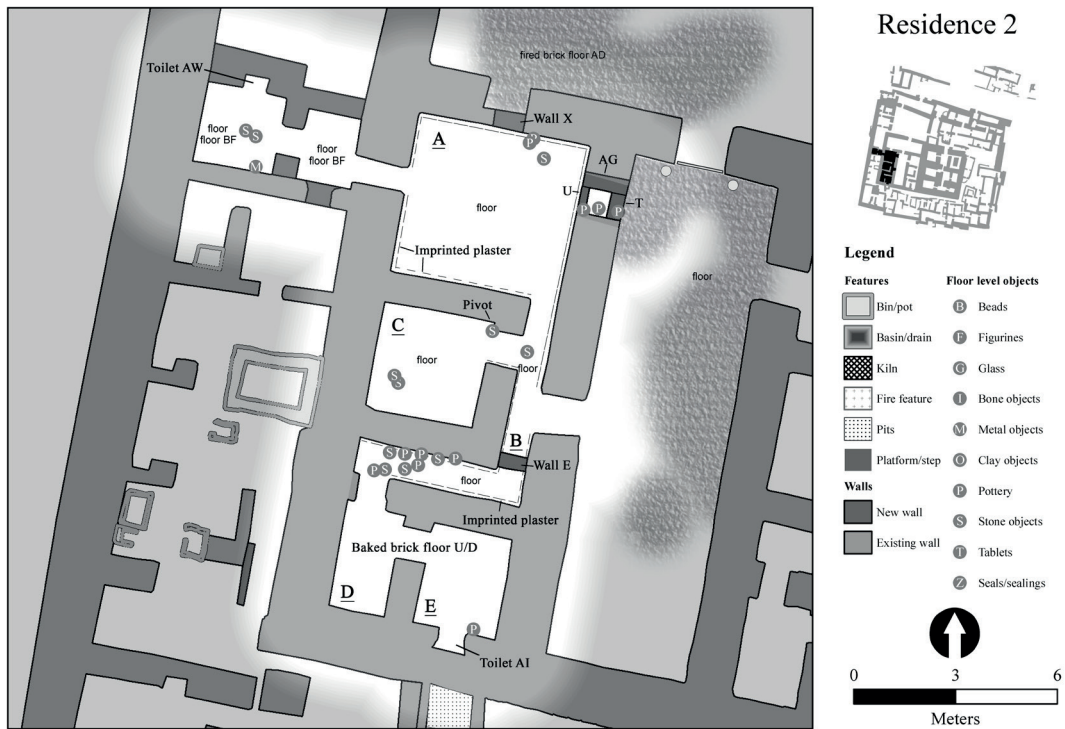 Residence 2
fired brick floor AD
Toilet AW
Wall X
A
P
S
floor
floor BF
S
S
floor
floor BF
M
AG
U
T
P
P
P
floor
Imprinted plaster
floor
Pivot
C
S
S
floor
floor
S
S
B
Wall E
S
P
P
S
P
P
S
S
P
floor
Imprinted plaster
Baked brick floor U/D
D
E
P
Toilet AI
Legend
Features
Bin/pot
Basin/drain
Kiln
Fire feature
Pits
Platform/step
Walls
New wall
Existing wall
Floor level objects
B Beads
F Figurines
G Glass
I Bone objects
M Metal objects
O Clay objects
P Pottery
S Stone objects
T Tablets
Z Seals/sealings
0 3 6
Meters